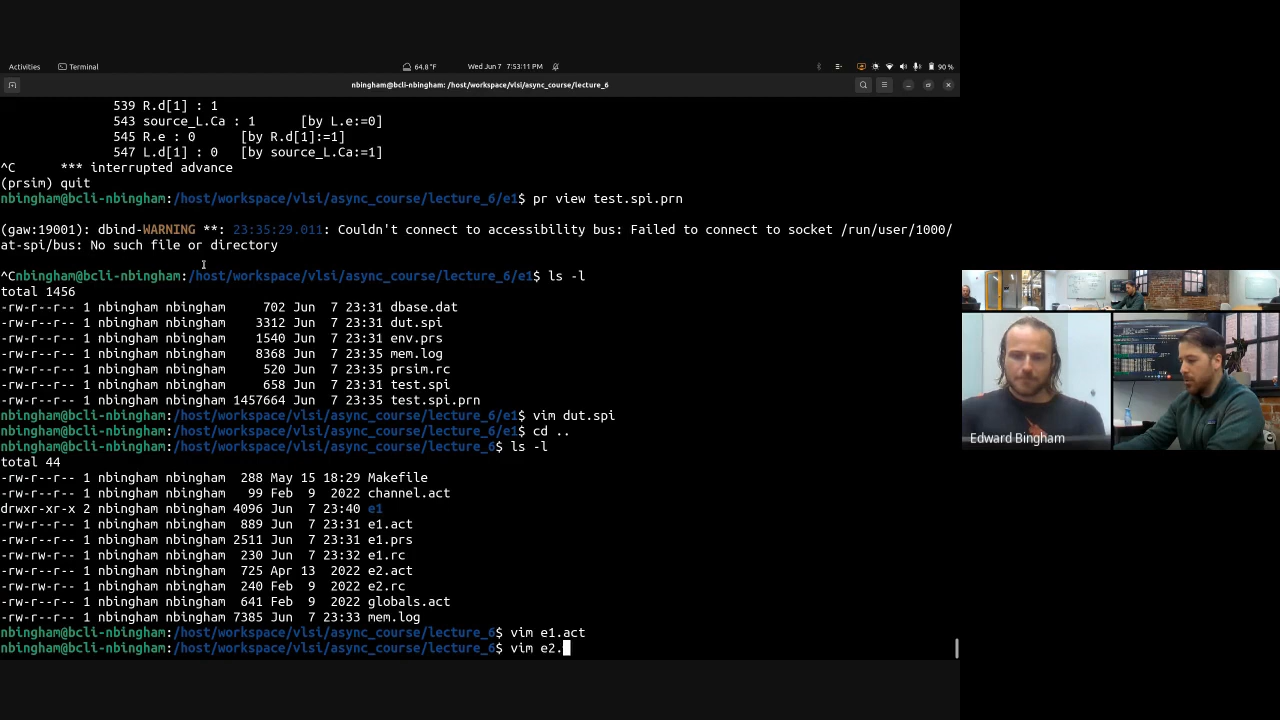 Activities Terminal 64.8 °F Wed Jun 7 7:53:11 PM 90 %
nbingham@bcli-nbingham: /host/workspace/vlsi/async_course/lecture_6
539 R.d[1] : 1
543 source_L.Ca : 1 [by L.e:=0]
545 R.e : 0 [by R.d[1]:=1]
547 L.d[1] : 0 [by source_L.Ca:=1]
^C *** interrupted advance
(prsim) quit
nbingham@bcli-nbingham:/host/workspace/vlsi/async_course/lecture_6/e1$ pr view test.spi.prn
(gaw:19001): dbind-WARNING **: 23:35:29.011: Couldn't connect to accessibility bus: Failed to connect to socket /run/user/1000/
at-spi/bus: No such file or directory
^Cnbingham@bcli-nbingham:/host/workspace/vlsi/async_course/lecture_6/e1$ ls -l
total 1456
-rw-r--r-- 1 nbingham nbingham 702 Jun 7 23:31 dbase.dat
-rw-r--r-- 1 nbingham nbingham 3312 Jun 7 23:31 dut.spi
-rw-r--r-- 1 nbingham nbingham 1540 Jun 7 23:31 env.prs
-rw-r--r-- 1 nbingham nbingham 8368 Jun 7 23:35 mem.log
-rw-r--r-- 1 nbingham nbingham 520 Jun 7 23:35 prsim.rc
-rw-r--r-- 1 nbingham nbingham 658 Jun 7 23:31 test.spi
-rw-r--r-- 1 nbingham nbingham 1457664 Jun 7 23:35 test.spi.prn
nbingham@bcli-nbingham:/host/workspace/vlsi/async_course/lecture_6/e1$ vim dut.spi
nbingham@bcli-nbingham:/host/workspace/vlsi/async_course/lecture_6/e1$ cd ..
nbingham@bcli-nbingham:/host/workspace/vlsi/async_course/lecture_6$ ls -l
total 44
-rw-r--r-- 1 nbingham nbingham 288 May 15 18:29 Makefile
-rw-r--r-- 1 nbingham nbingham 99 Feb 9 2022 channel.act
drwxr-xr-x 2 nbingham nbingham 4096 Jun 7 23:40 e1
-rw-r--r-- 1 nbingham nbingham 889 Jun 7 23:31 e1.act
-rw-r--r-- 1 nbingham nbingham 2511 Jun 7 23:31 e1.prs
-rw-rw-r-- 1 nbingham nbingham 230 Jun 7 23:32 e1.rc
-rw-r--r-- 1 nbingham nbingham 725 Apr 13 2022 e2.act
-rw-rw-r-- 1 nbingham nbingham 240 Feb 9 2022 e2.rc
-rw-r--r-- 1 nbingham nbingham 641 Feb 9 2022 globals.act
-rw-r--r-- 1 nbingham nbingham 7385 Jun 7 23:33 mem.log
nbingham@bcli-nbingham:/host/workspace/vlsi/async_course/lecture_6$ vim e1.act
nbingham@bcli-nbingham:/host/workspace/vlsi/async_course/lecture_6$ vim e2.
Edward Bingham